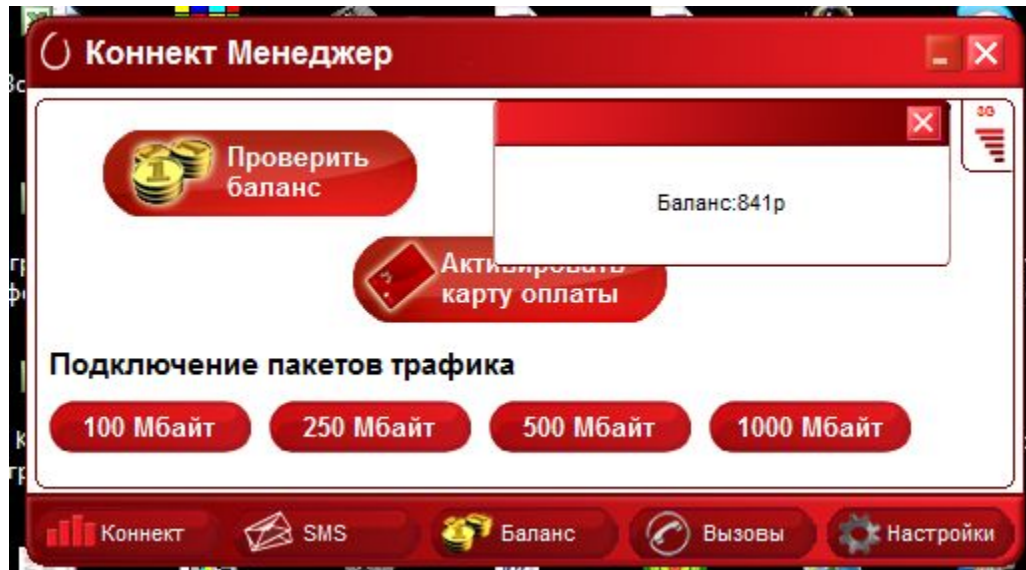 Коннект Менеджер
Проверить
баланс
Баланс:841р
3G
Активировать
карту оплаты
Подключение пакетов трафика
100 Мбайт
250 Мбайт
500 Мбайт
1000 Мбайт
Коннект
SMS
Баланс
Вызовы
Настройки